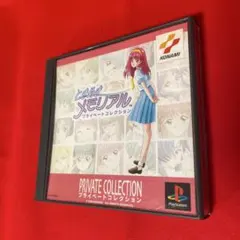 KONAMI
ときめき
メモリアル
プライベートコレクション
PRIVATE COLLECTION
プライベートコレクション
PlayStation